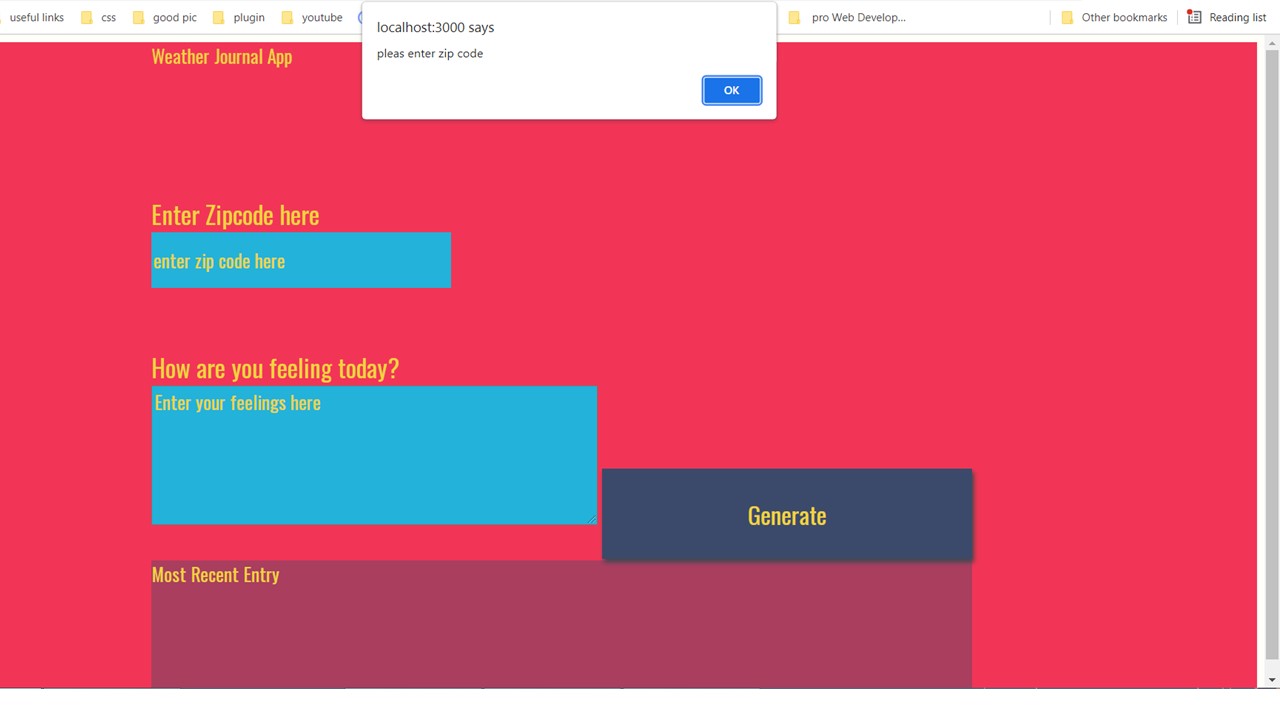 useful links css good pic plugin youtube pro Web Develop... Other bookmarks Reading list
localhost:3000 says
pleas enter zip code
OK
Weather Journal App
Enter Zipcode here
enter zip code here
How are you feeling today?
Enter your feelings here
Generate
Most Recent Entry